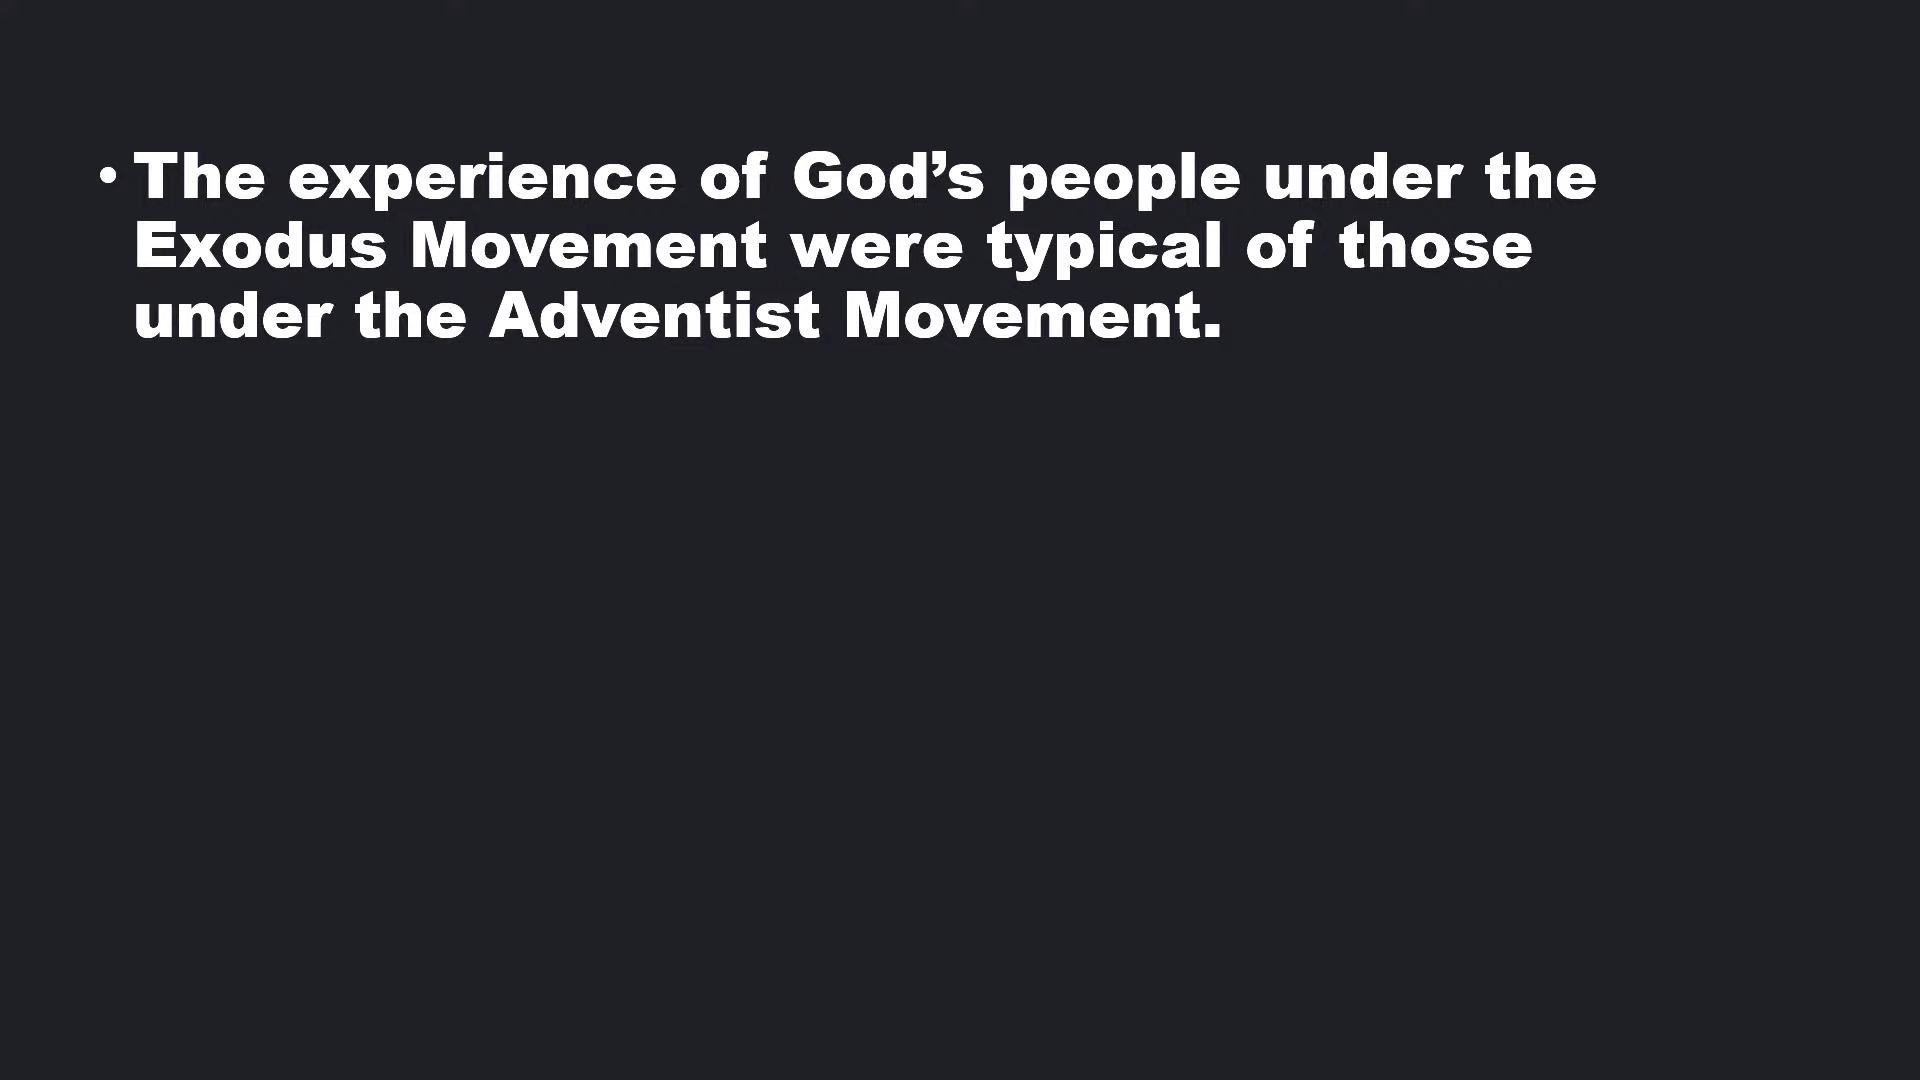 • The experience of God’s people under the
Exodus Movement were typical of those
under the Adventist Movement.